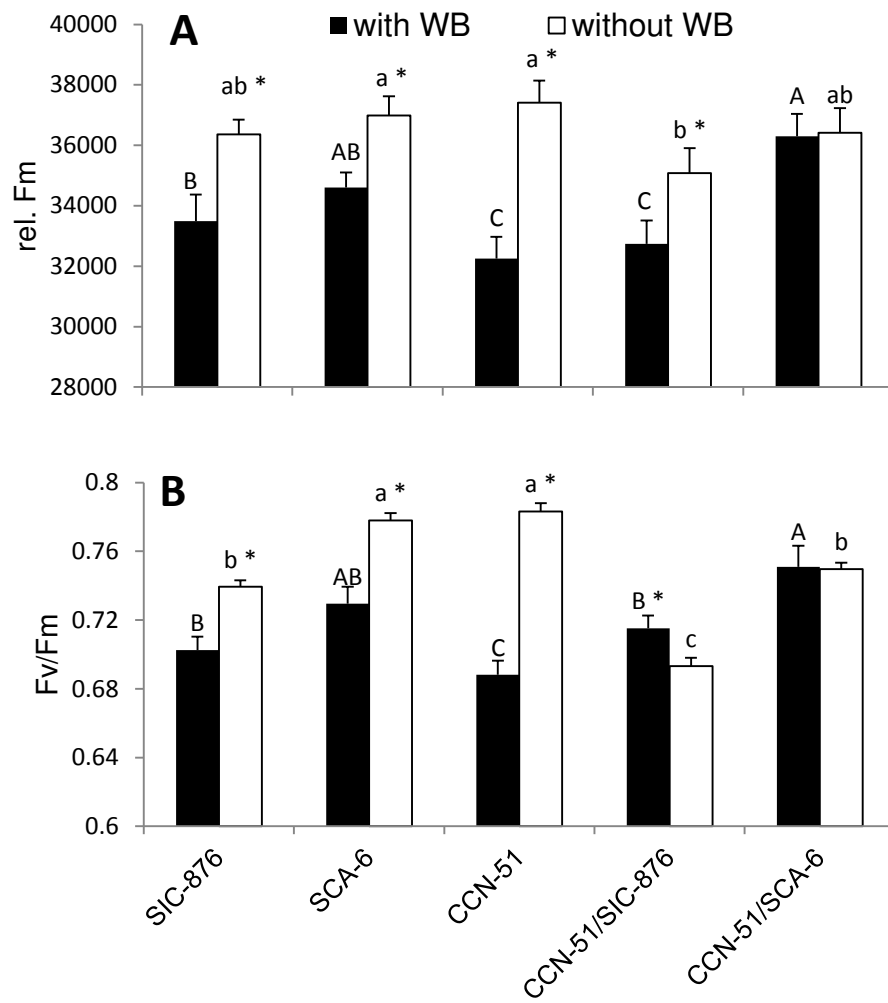 A
with WB
without WB
rel. Fm
40000
38000
36000
34000
32000
30000
28000
B
ab *
AB
a *
C
a *
C
b *
A
ab
B
Fv/Fm
0.8
0.76
0.72
0.68
0.64
0.6
B
b *
AB
a *
C
a *
B *
c
A
b
SIC-876
SCA-6
CCN-51
CCN-51/SIC-876
CCN-51/SCA-6